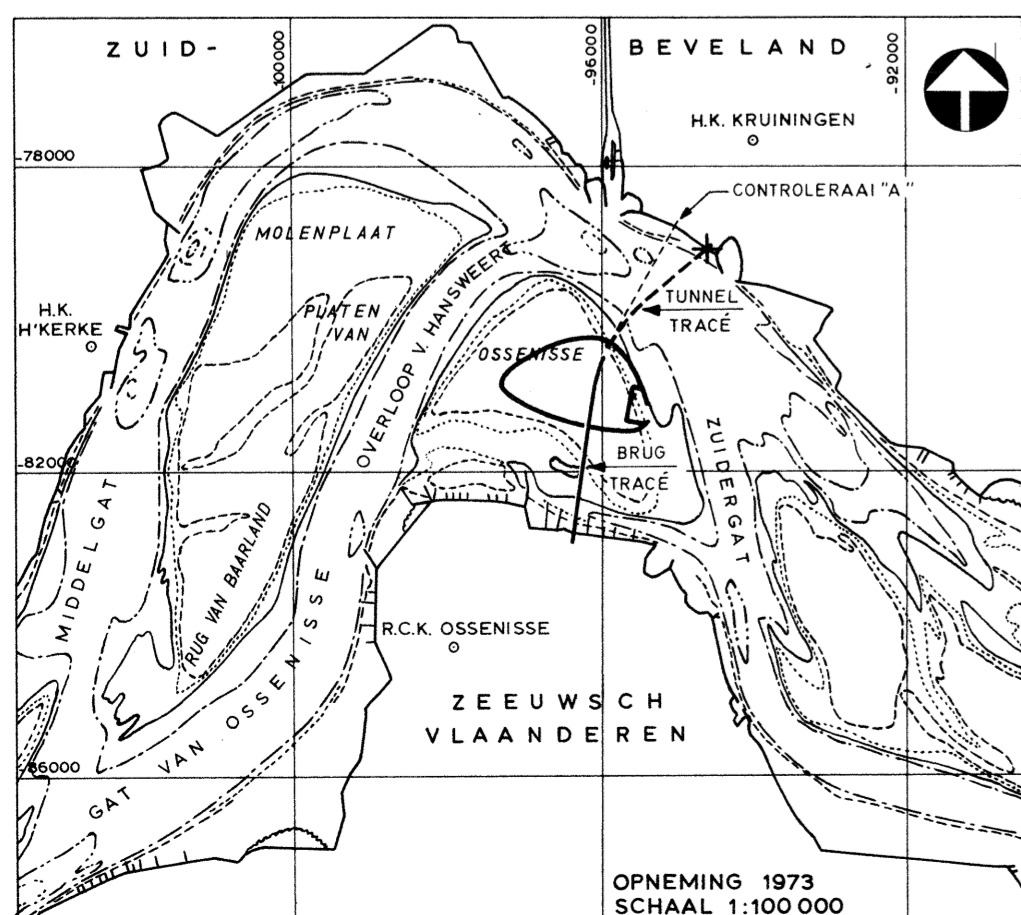 ZUID-
BEVELAND
-100000
-96000
-92000
H.K. KRUININGEN
-78000
CONTROLERAAI "A"
MOLENPLAAT
H.K.
H'KERKE
PLATEN
VAN
OVERLOOP V. HANSWEERT
OSSENISSE
TUNNEL
TRACÉ
-82000
BRUG
TRACÉ
ZUIDERGAT
MIDDELGAT
RUG VAN BAARLAND
R.C.K. OSSENISSE
ZEEUWSCH
VLAANDEREN
-86000
GAT VAN OSSENISSE
OPNEMING 1973
SCHAAL 1:100 000